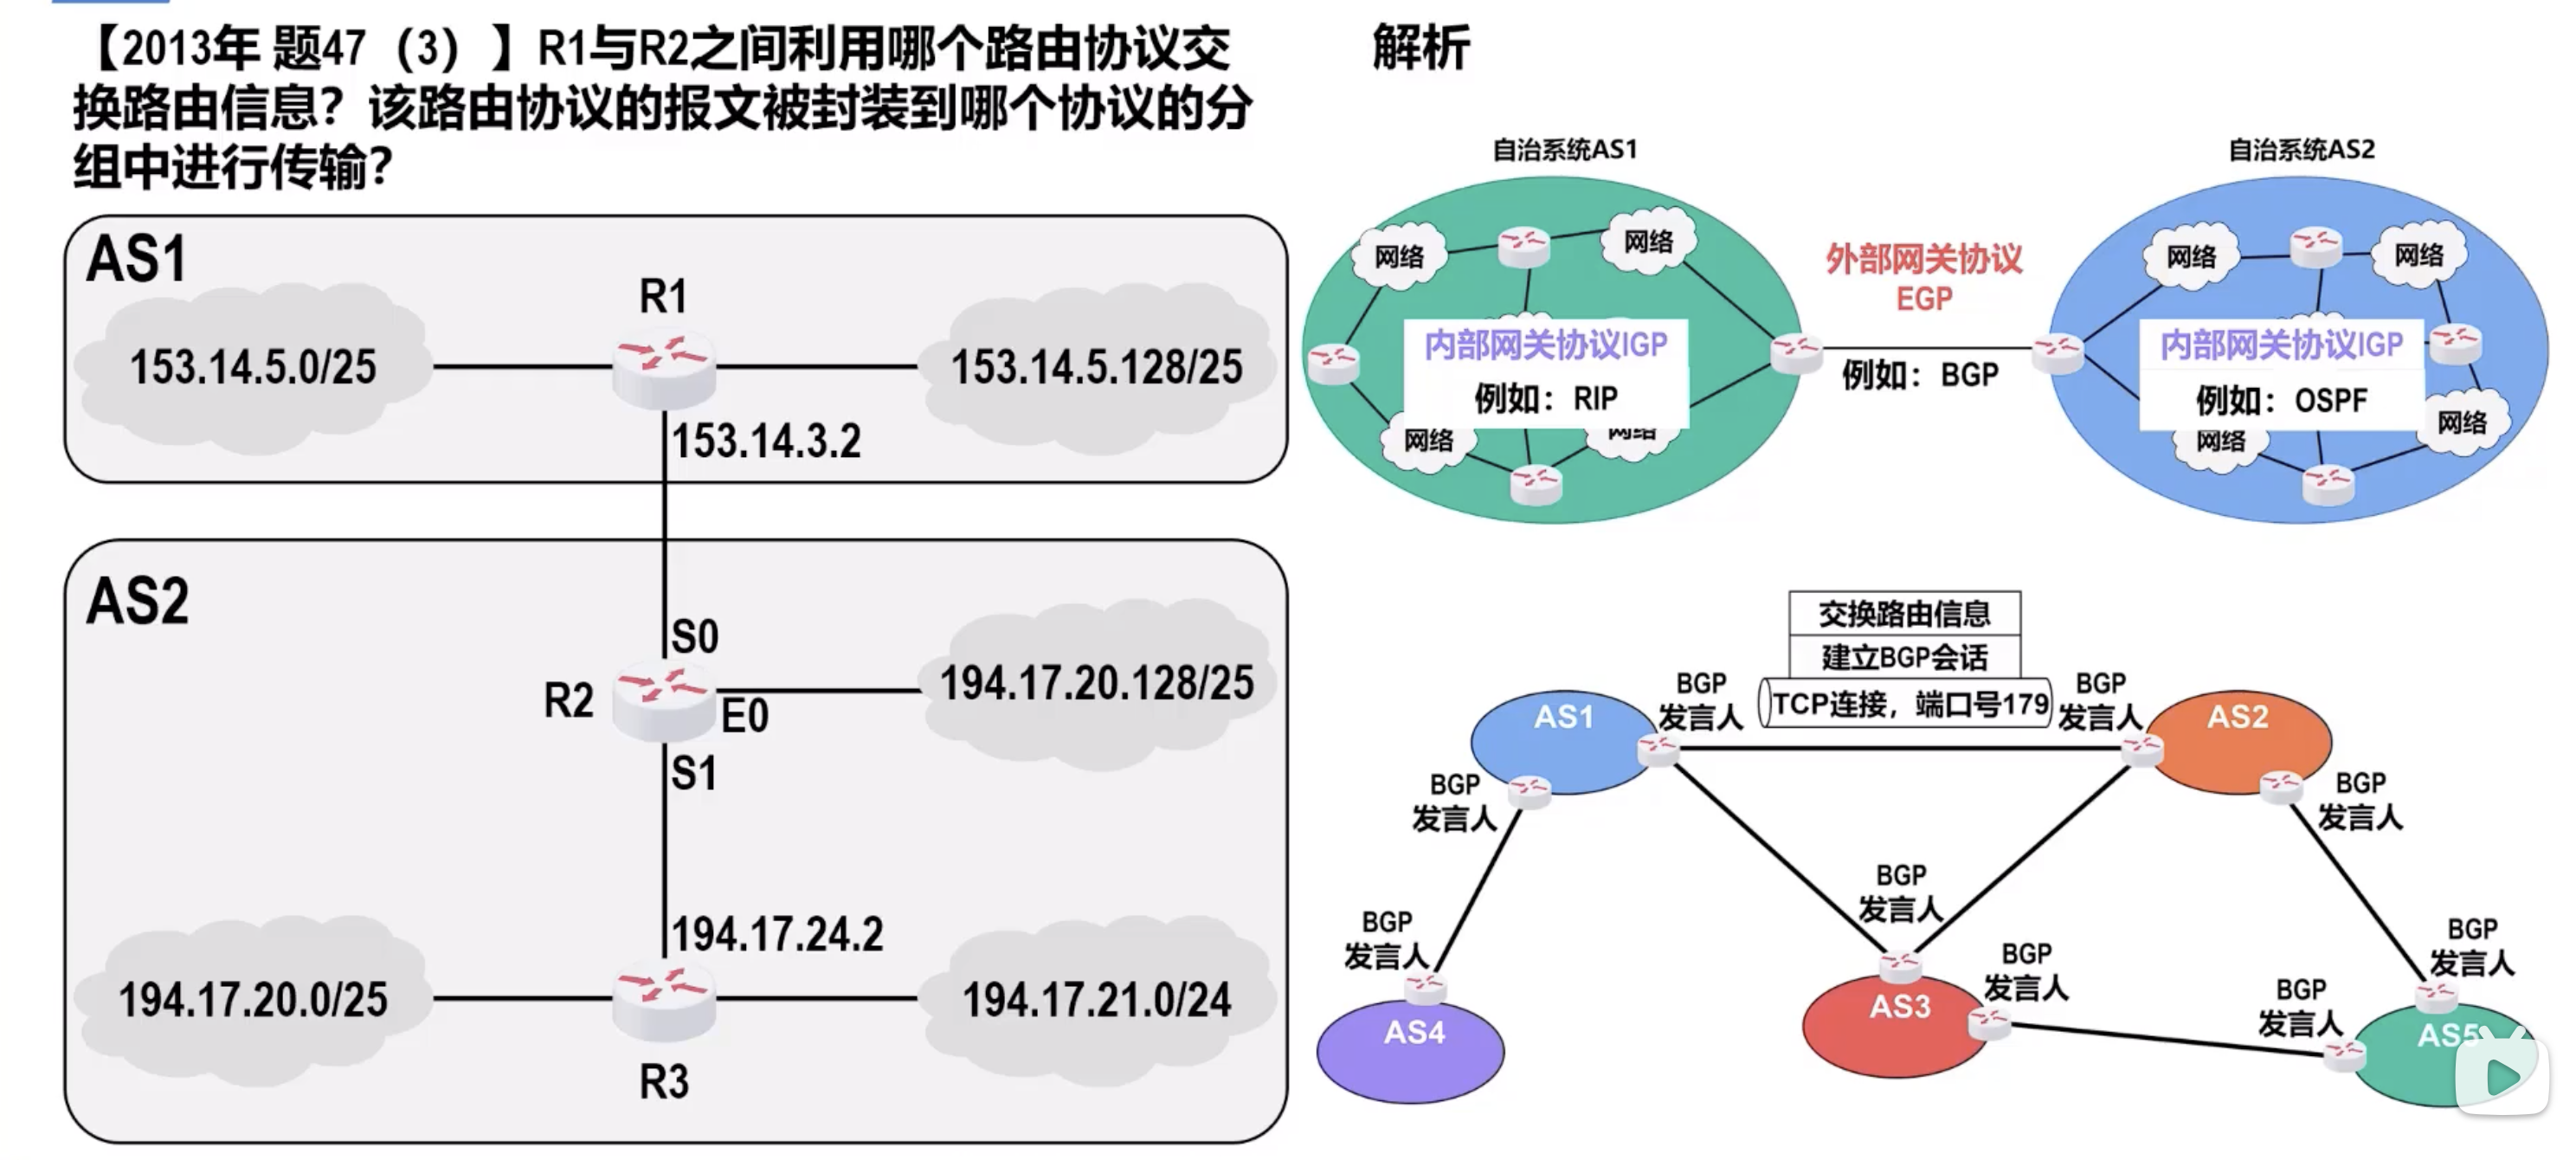 【2013年 题47（3）】R1与R2之间利用哪个路由协议交
换路由信息？该路由协议的报文被封装到哪个协议的分
组中进行传输？
AS1
R1
153.14.5.0/25
153.14.5.128/25
153.14.3.2
AS2
S0
R2
E0
194.17.20.128/25
S1
194.17.24.2
194.17.20.0/25
194.17.21.0/24
R3
解析
自治系统AS1
自治系统AS2
网络
网络
外部网关协议
EGP
网络
网络
内部网关协议IGP
例如：RIP
例如：BGP
内部网关协议IGP
例如：OSPF
网络
网络
网络
网络
交换路由信息
建立BGP会话
TCP连接，端口号179
AS1
BGP
发言人
BGP
发言人
AS2
BGP
发言人
BGP
发言人
BGP
发言人
BGP
发言人
AS4
AS3
BGP
发言人
BGP
发言人
BGP
发言人
AS5